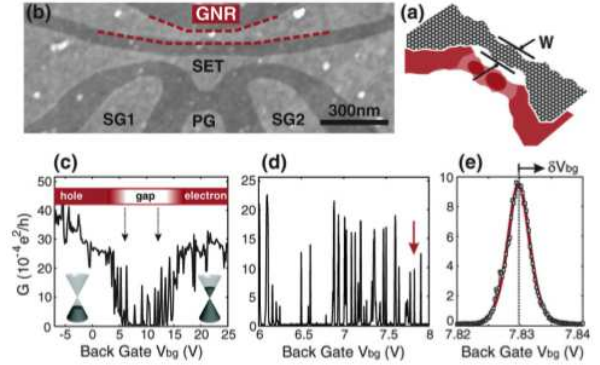 (b)
GNR
(a)
W
SET
SG1
PG
SG2
300nm
(c)
(d)
(e)
δVbg
hole
gap
electron
G (10⁻⁴ e²/h)
50
40
30
20
10
0
-5 0 5 10 15 20 25
Back Gate Vbg (V)
25
20
15
10
5
0
6 6.5 7 7.5 8
Back Gate Vbg (V)
10
8
6
4
2
0
7.82 7.83 7.84
Back Gate Vbg (V)